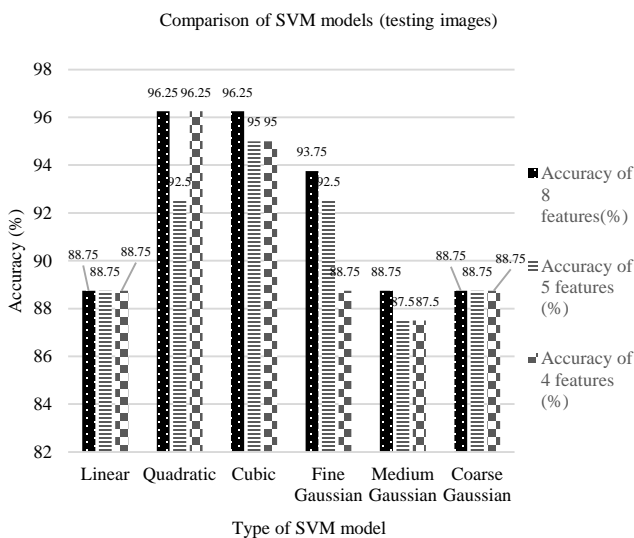 Comparison of SVM models (testing images)
Accuracy (%)
98
96
94
92
90
88
86
84
82
88.75
88.75
88.75
96.25
92.5
96.25
96.25
95
95
93.75
92.5
88.75
88.75
87.5
87.5
88.75
88.75
88.75
Linear
Quadratic
Cubic
Fine
Gaussian
Medium
Gaussian
Coarse
Gaussian
Type of SVM model
Accuracy of
8
features(%)
Accuracy of
5 features
(%)
Accuracy of
4 features
(%)